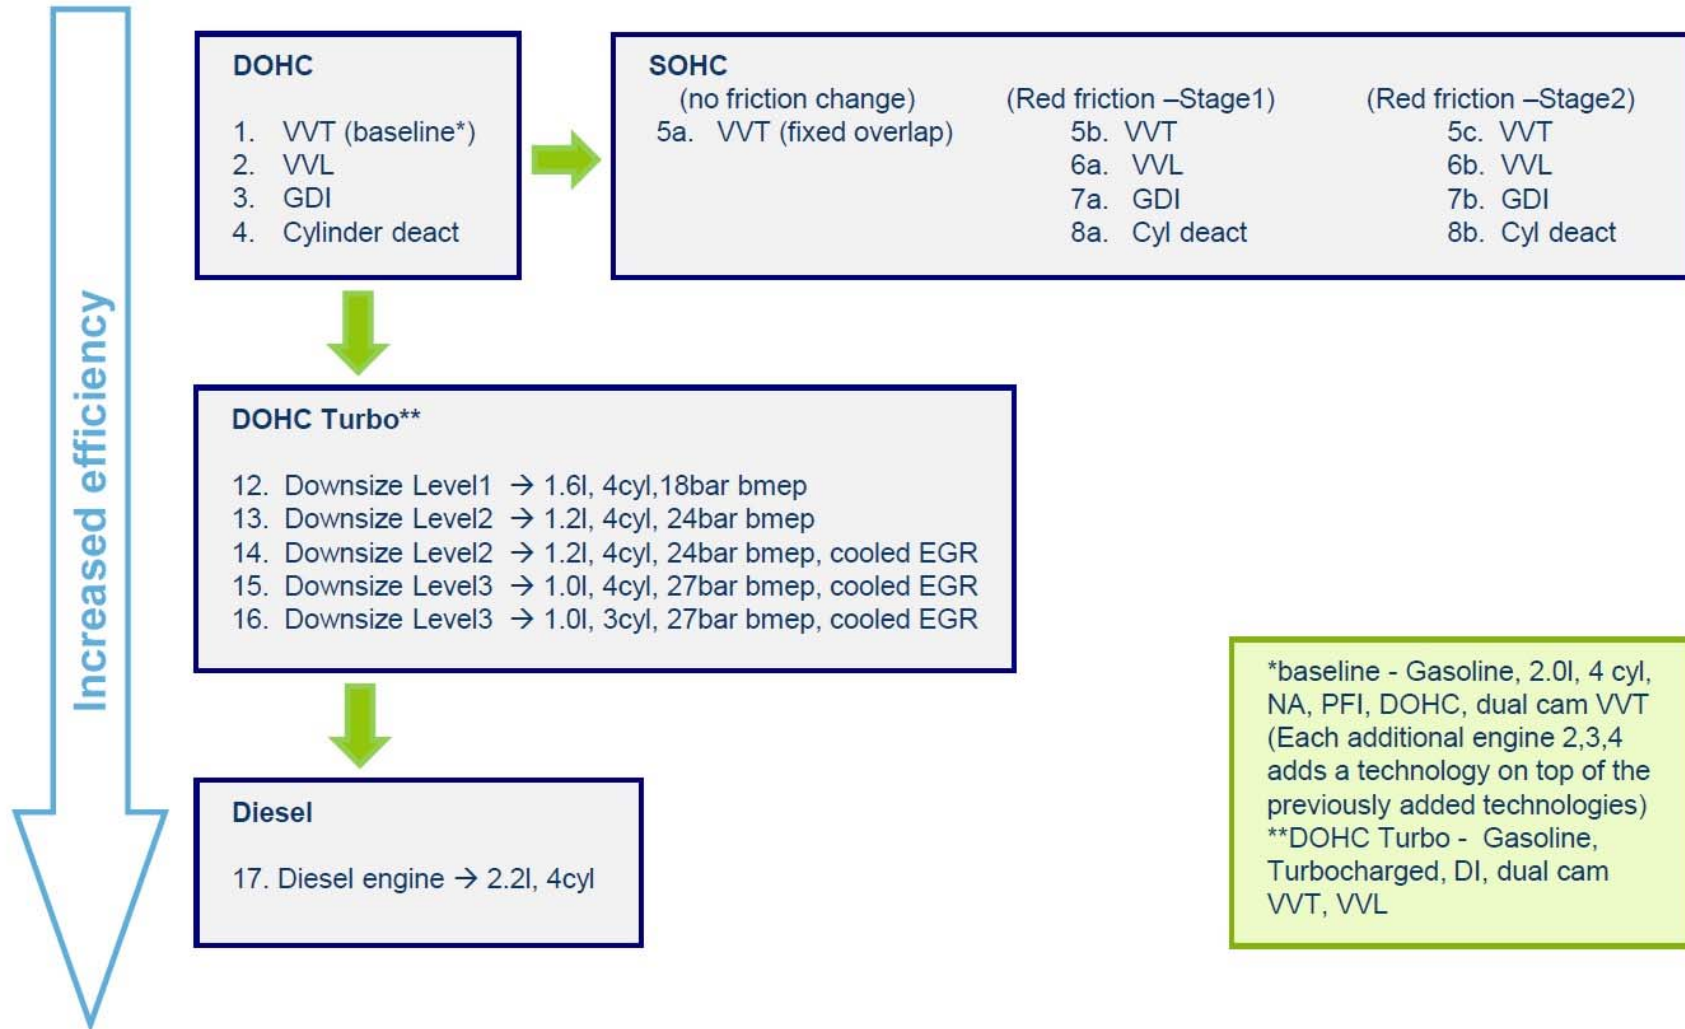 Increased efficiency
DOHC
1. VVT (baseline*)
2. VVL
3. GDI
4. Cylinder deact
SOHC
(no friction change)
5a. VVT (fixed overlap)
(Red friction –Stage1)
5b. VVT
6a. VVL
7a. GDI
8a. Cyl deact
(Red friction –Stage2)
5c. VVT
6b. VVL
7b. GDI
8b. Cyl deact
DOHC Turbo**
12. Downsize Level1 → 1.6l, 4cyl,18bar bmep
13. Downsize Level2 → 1.2l, 4cyl, 24bar bmep
14. Downsize Level2 → 1.2l, 4cyl, 24bar bmep, cooled EGR
15. Downsize Level3 → 1.0l, 4cyl, 27bar bmep, cooled EGR
16. Downsize Level3 → 1.0l, 3cyl, 27bar bmep, cooled EGR
Diesel
17. Diesel engine → 2.2l, 4cyl
*baseline - Gasoline, 2.0l, 4 cyl,
NA, PFI, DOHC, dual cam VVT
(Each additional engine 2,3,4
adds a technology on top of the
previously added technologies)
**DOHC Turbo - Gasoline,
Turbocharged, DI, dual cam
VVT, VVL